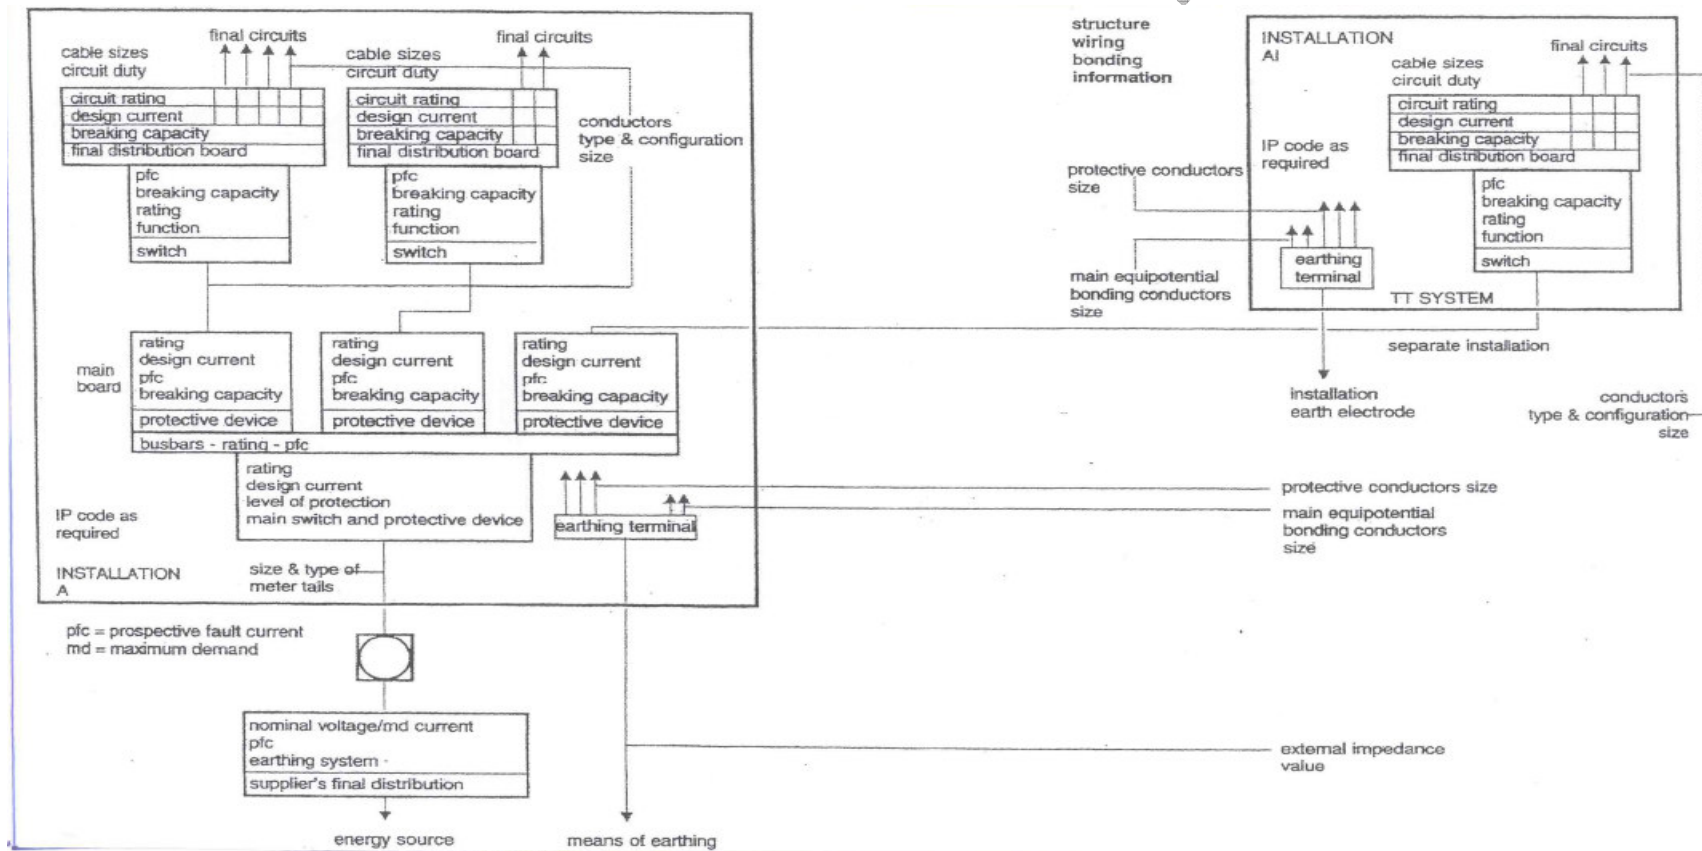 final circuits
cable sizes
circuit duty
circuit rating
design current
breaking capacity
final distribution board
pfc
breaking capacity
rating
function
switch
final circuits
cable sizes
circuit duty
circuit rating
design current
breaking capacity
final distribution board
pfc
breaking capacity
rating
function
switch
conductors
type & configuration
size
main
board
rating
design current
pfc
breaking capacity
protective device
rating
design current
pfc
breaking capacity
protective device
rating
design current
pfc
breaking capacity
protective device
busbars - rating - pfc
rating
design current
level of protection
main switch and protective device
earthing terminal
IP code as
required
INSTALLATION
A
size & type of
meter tails
pfc = prospective fault current
md = maximum demand
nominal voltage/md current
pfc
earthing system
supplier's final distribution
energy source
means of earthing
structure
wiring
bonding
information
INSTALLATION
AI
final circuits
cable sizes
circuit duty
circuit rating
design current
breaking capacity
final distribution board
IP code as
required
pfc
breaking capacity
rating
function
switch
protective conductors
size
main equipotential
bonding conductors
size
earthing
terminal
TT SYSTEM
separate installation
installation
earth electrode
conductors
type & configuration
size
protective conductors size
main equipotential
bonding conductors
size
external impedance
value